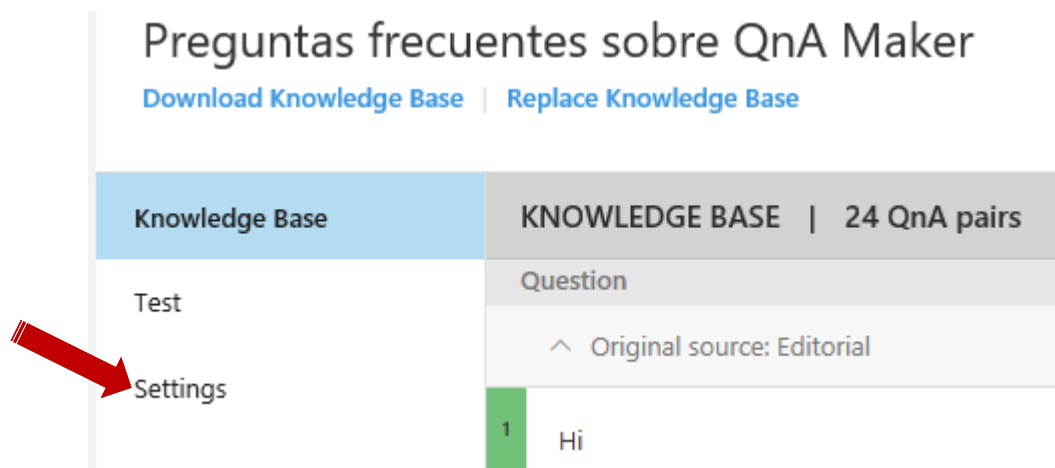 Preguntas frecuentes sobre QnA Maker
Download Knowledge Base | Replace Knowledge Base
Knowledge Base
KNOWLEDGE BASE | 24 QnA pairs
Question
Test
Original source: Editorial
Settings
1 Hi